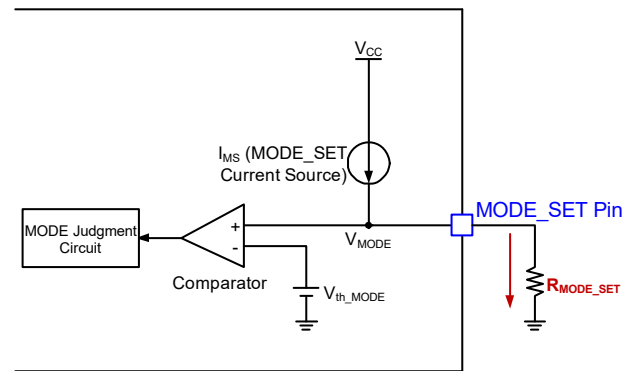 VCC
IMS (MODE_SET
Current Source)
MODE_SET Pin
MODE Judgment
Circuit
+
-
VMODE
Comparator
Vth_MODE
RMODE_SET